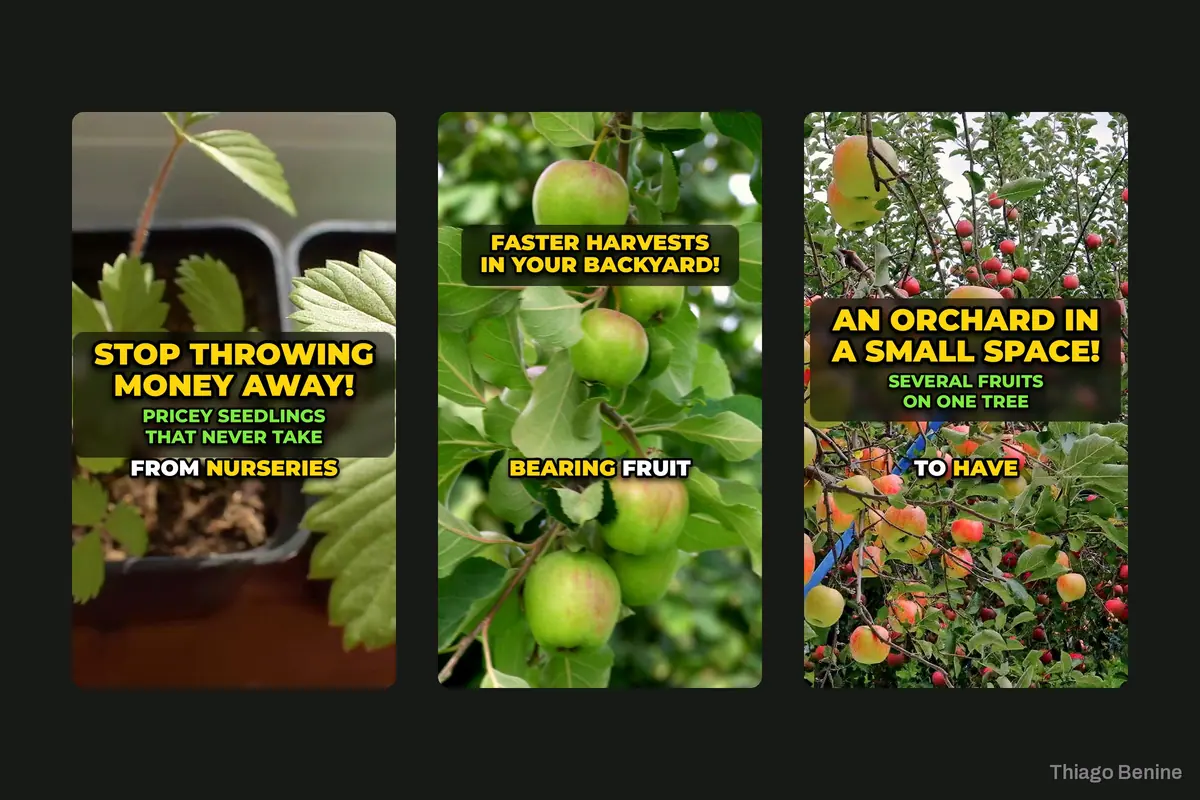 STOP THROWING
MONEY AWAY!
PRICEY SEEDLINGS
THAT NEVER TAKE
FROM NURSERIES
FASTER HARVESTS
IN YOUR BACKYARD!
BEARING FRUIT
AN ORCHARD IN
A SMALL SPACE!
SEVERAL FRUITS
ON ONE TREE
TO HAVE
Thiago Benine